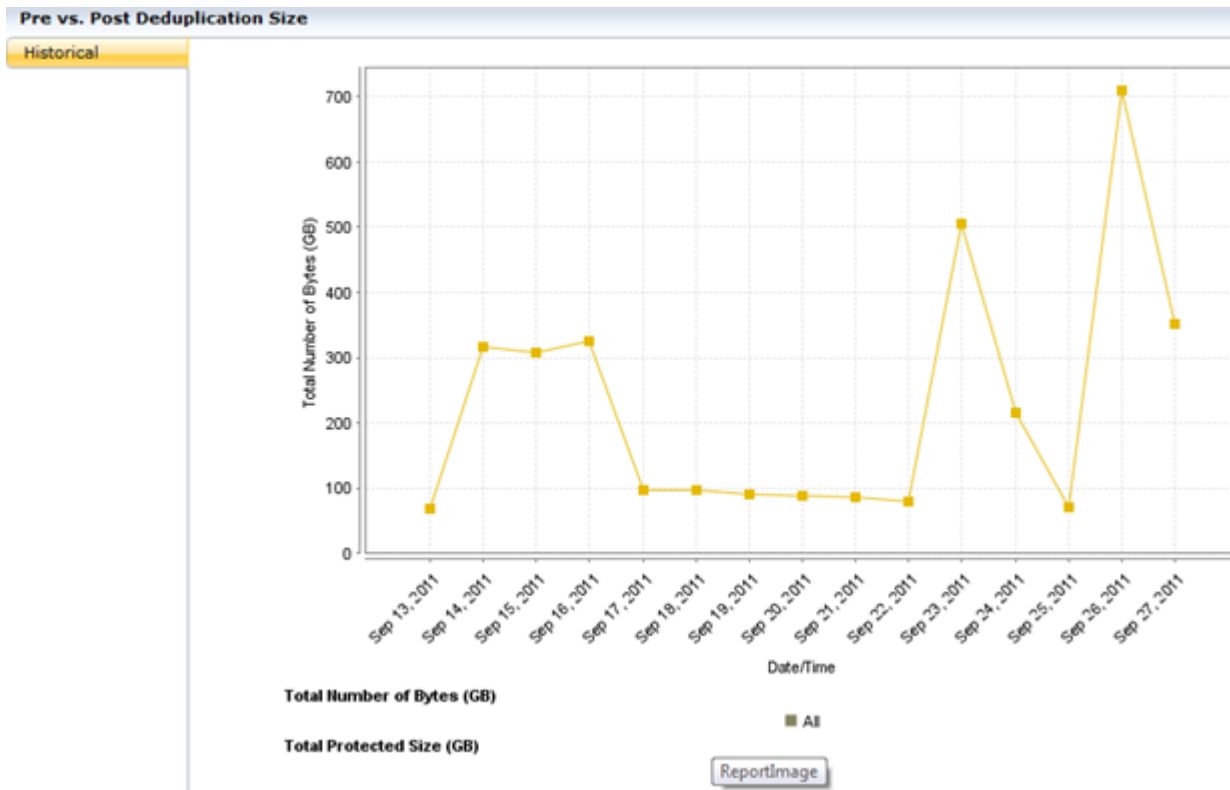 Pre vs. Post Deduplication Size
Historical
Total Number of Bytes (GB)
700
600
500
400
300
200
100
0
Sep 13, 2011
Sep 14, 2011
Sep 15, 2011
Sep 16, 2011
Sep 17, 2011
Sep 18, 2011
Sep 19, 2011
Sep 20, 2011
Sep 21, 2011
Sep 22, 2011
Sep 23, 2011
Sep 24, 2011
Sep 25, 2011
Sep 26, 2011
Sep 27, 2011
Date/Time
Total Number of Bytes (GB)
All
Total Protected Size (GB)
ReportImage